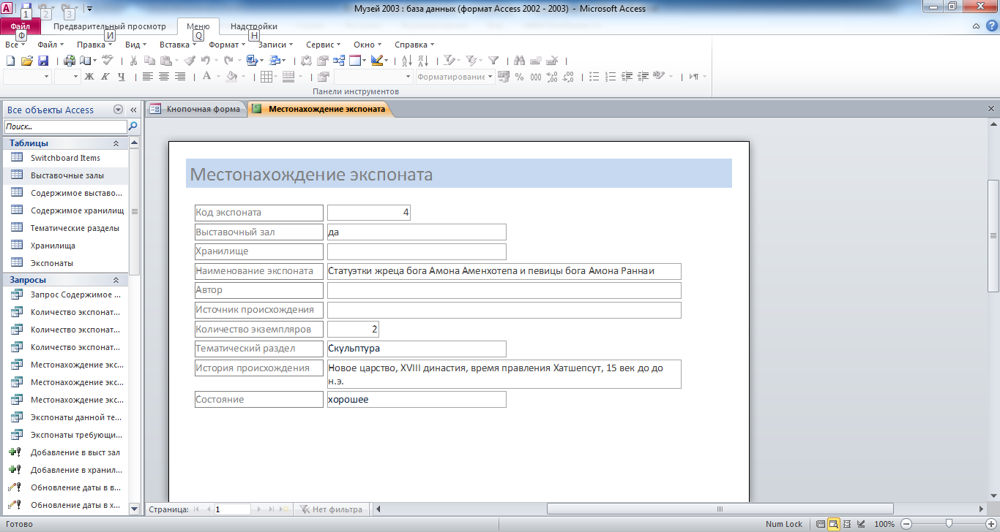 Музей 2003 : база данных (формат Access 2002 - 2003) - Microsoft Access
1 2 3
Файл Предварительный просмотр Меню Надстройки
Ф И Q Н
Все Файл Правка Вид Вставка Формат Записи Сервис Окно Справка
Ж К Ч Форматирование % 000
Панели инструментов
Все объекты Access
Поиск...
Таблицы
Switchboard Items
Выставочные залы
Содержимое выставо...
Содержимое хранилищ
Тематические разделы
Хранилища
Экспонаты
Запросы
Запрос Содержимое ...
Количество экспонат...
Количество экспонат...
Количество экспонат...
Местонахождение экс...
Местонахождение экс...
Местонахождение экс...
Экспонаты данной те...
Экспонаты требующи...
Добавление в выст зал
Добавление в хранил...
Обновление даты в в...
Обновление даты в х...
Кнопочная форма Местонахождение экспоната
Местонахождение экспоната
Код экспоната 4
Выставочный зал да
Хранилище
Наименование экспоната Статуэтки жреца бога Амона Аменхотепа и певицы бога Амона Раннаи
Автор
Источник происхождения
Количество экземпляров 2
Тематический раздел Скульптура
История происхождения Новое царство, XVIII династия, время правления Хатшепсут, 15 век до до
н.э.
Состояние хорошее
Страница: 1 Нет фильтра
Готово Num Lock 100%